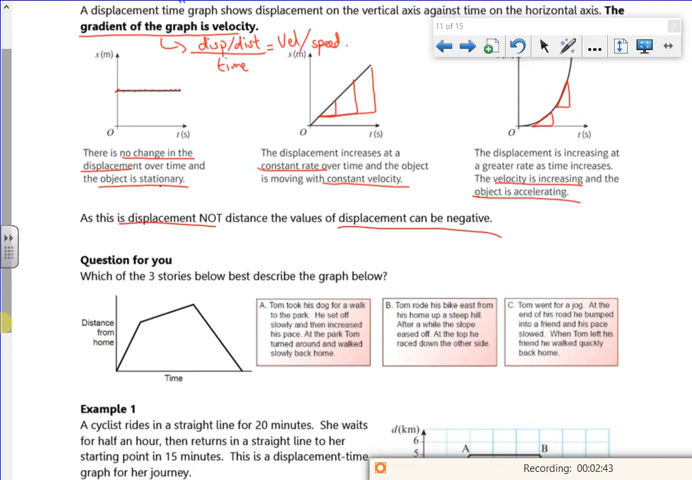 A displacement time graph shows displacement on the vertical axis against time on the horizontal axis. The
gradient of the graph is velocity.
disp/dist = Vel/speed.
time
11 of 15
s(m)
O
t(s)
s(m)
O
t(s)
O
t(s)
There is no change in the
displacement over time and
the object is stationary.
The displacement increases at a
constant rate over time and the object
is moving with constant velocity.
The displacement is increasing at
a greater rate as time increases.
The velocity is increasing and the
object is accelerating.
As this is displacement NOT distance the values of displacement can be negative.
Question for you
Which of the 3 stories below best describe the graph below?
Distance
from
home
Time
A. Tom took his dog for a walk
to the park. He set off
slowly and then increased
his pace. At the park Tom
turned around and walked
slowly back home.
B. Tom rode his bike east from
his home up a steep hill.
After a while the slope
eased off. At the top he
raced down the other side.
C. Tom went for a jog. At the
end of his road he bumped
into a friend and his pace
slowed. When Tom left his
friend he walked quickly
back home.
Example 1
A cyclist rides in a straight line for 20 minutes. She waits
for half an hour, then returns in a straight line to her
starting point in 15 minutes. This is a displacement-time
graph for her journey.
d(km)
6
5
A
B
Recording: 00:02:43